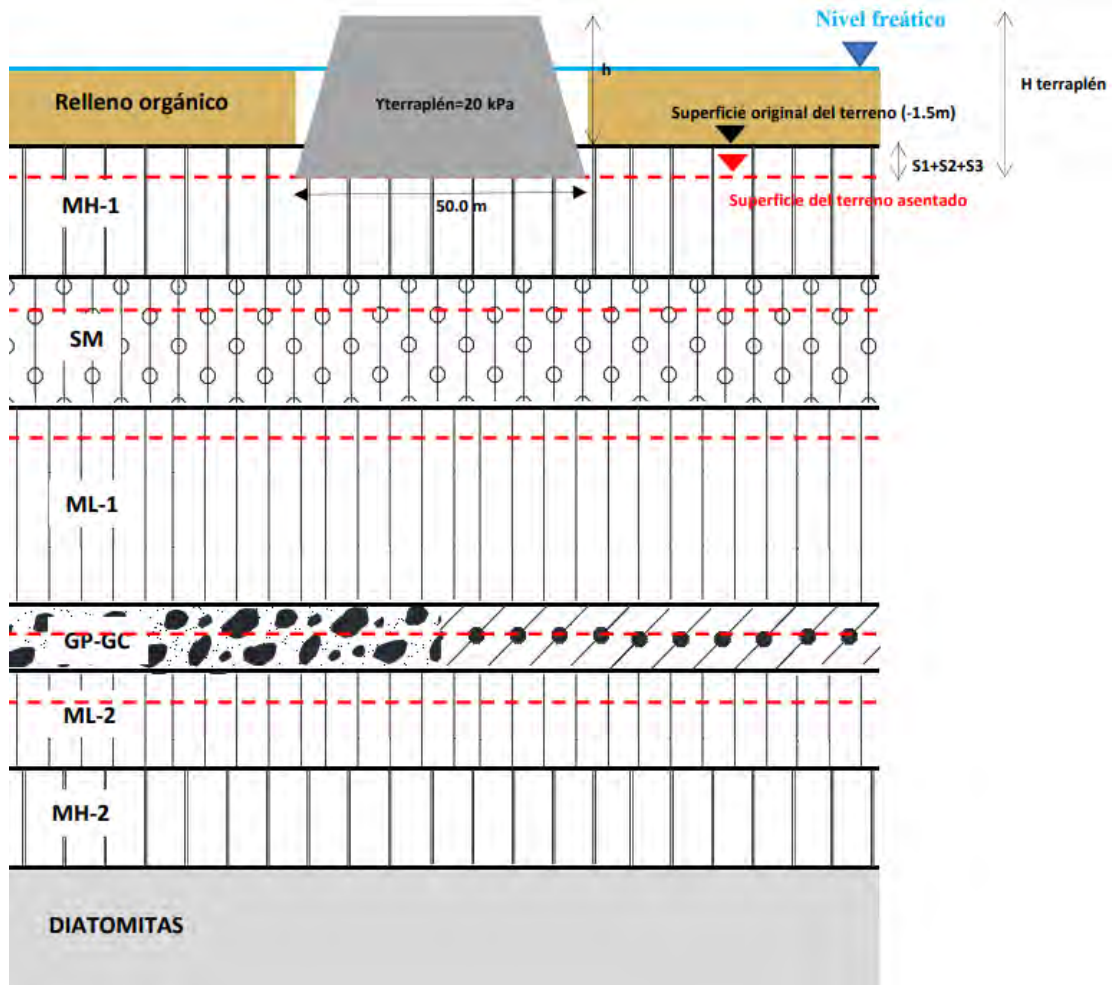 Nivel freático
H terraplén
h
Relleno orgánico
Yterraplén=20 kPa
Superficie original del terreno (-1.5m)
S1+S2+S3
MH-1
50.0 m
Superficie del terreno asentado
SM
ML-1
GP-GC
ML-2
MH-2
DIATOMITAS